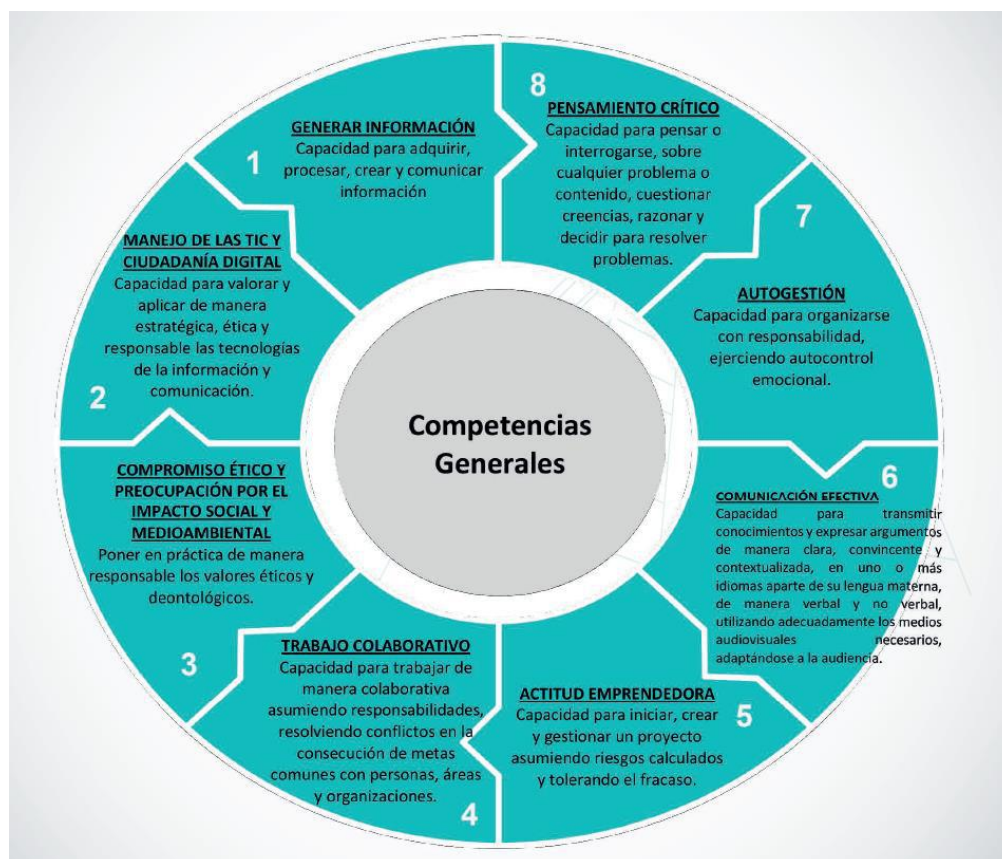 1
GENERAR INFORMACIÓN
Capacidad para adquirir,
procesar, crear y comunicar
información
2
MANEJO DE LAS TIC Y
CIUDADANÍA DIGITAL
Capacidad para valorar y
aplicar de manera
estratégica, ética y
responsable las tecnologías
de la información y
comunicación.
3
COMPROMISO ÉTICO Y
PREOCUPACIÓN POR EL
IMPACTO SOCIAL Y
MEDIOAMBIENTAL
Poner en práctica de manera
responsable los valores éticos y
deontológicos.
4
TRABAJO COLABORATIVO
Capacidad para trabajar de
manera colaborativa
asumiendo responsabilidades,
resolviendo conflictos en la
consecución de metas
comunes con personas, áreas
y organizaciones.
5
ACTITUD EMPRENDEDORA
Capacidad para iniciar, crear
y gestionar un proyecto
asumiendo riesgos calculados
y tolerando el fracaso.
6
COMUNICACIÓN EFECTIVA
Capacidad para transmitir
conocimientos y expresar argumentos
de manera clara, convincente y
contextualizada, en uno o más
idiomas aparte de su lengua materna,
de manera verbal y no verbal,
utilizando adecuadamente los medios
audiovisuales necesarios,
adaptándose a la audiencia.
7
AUTOGESTIÓN
Capacidad para organizarse
con responsabilidad,
ejerciendo autocontrol
emocional.
8
PENSAMIENTO CRÍTICO
Capacidad para pensar o
interrogarse, sobre
cualquier problema o
contenido, cuestionar
creencias, razonar y
decidir para resolver
problemas.
Competencias
Generales